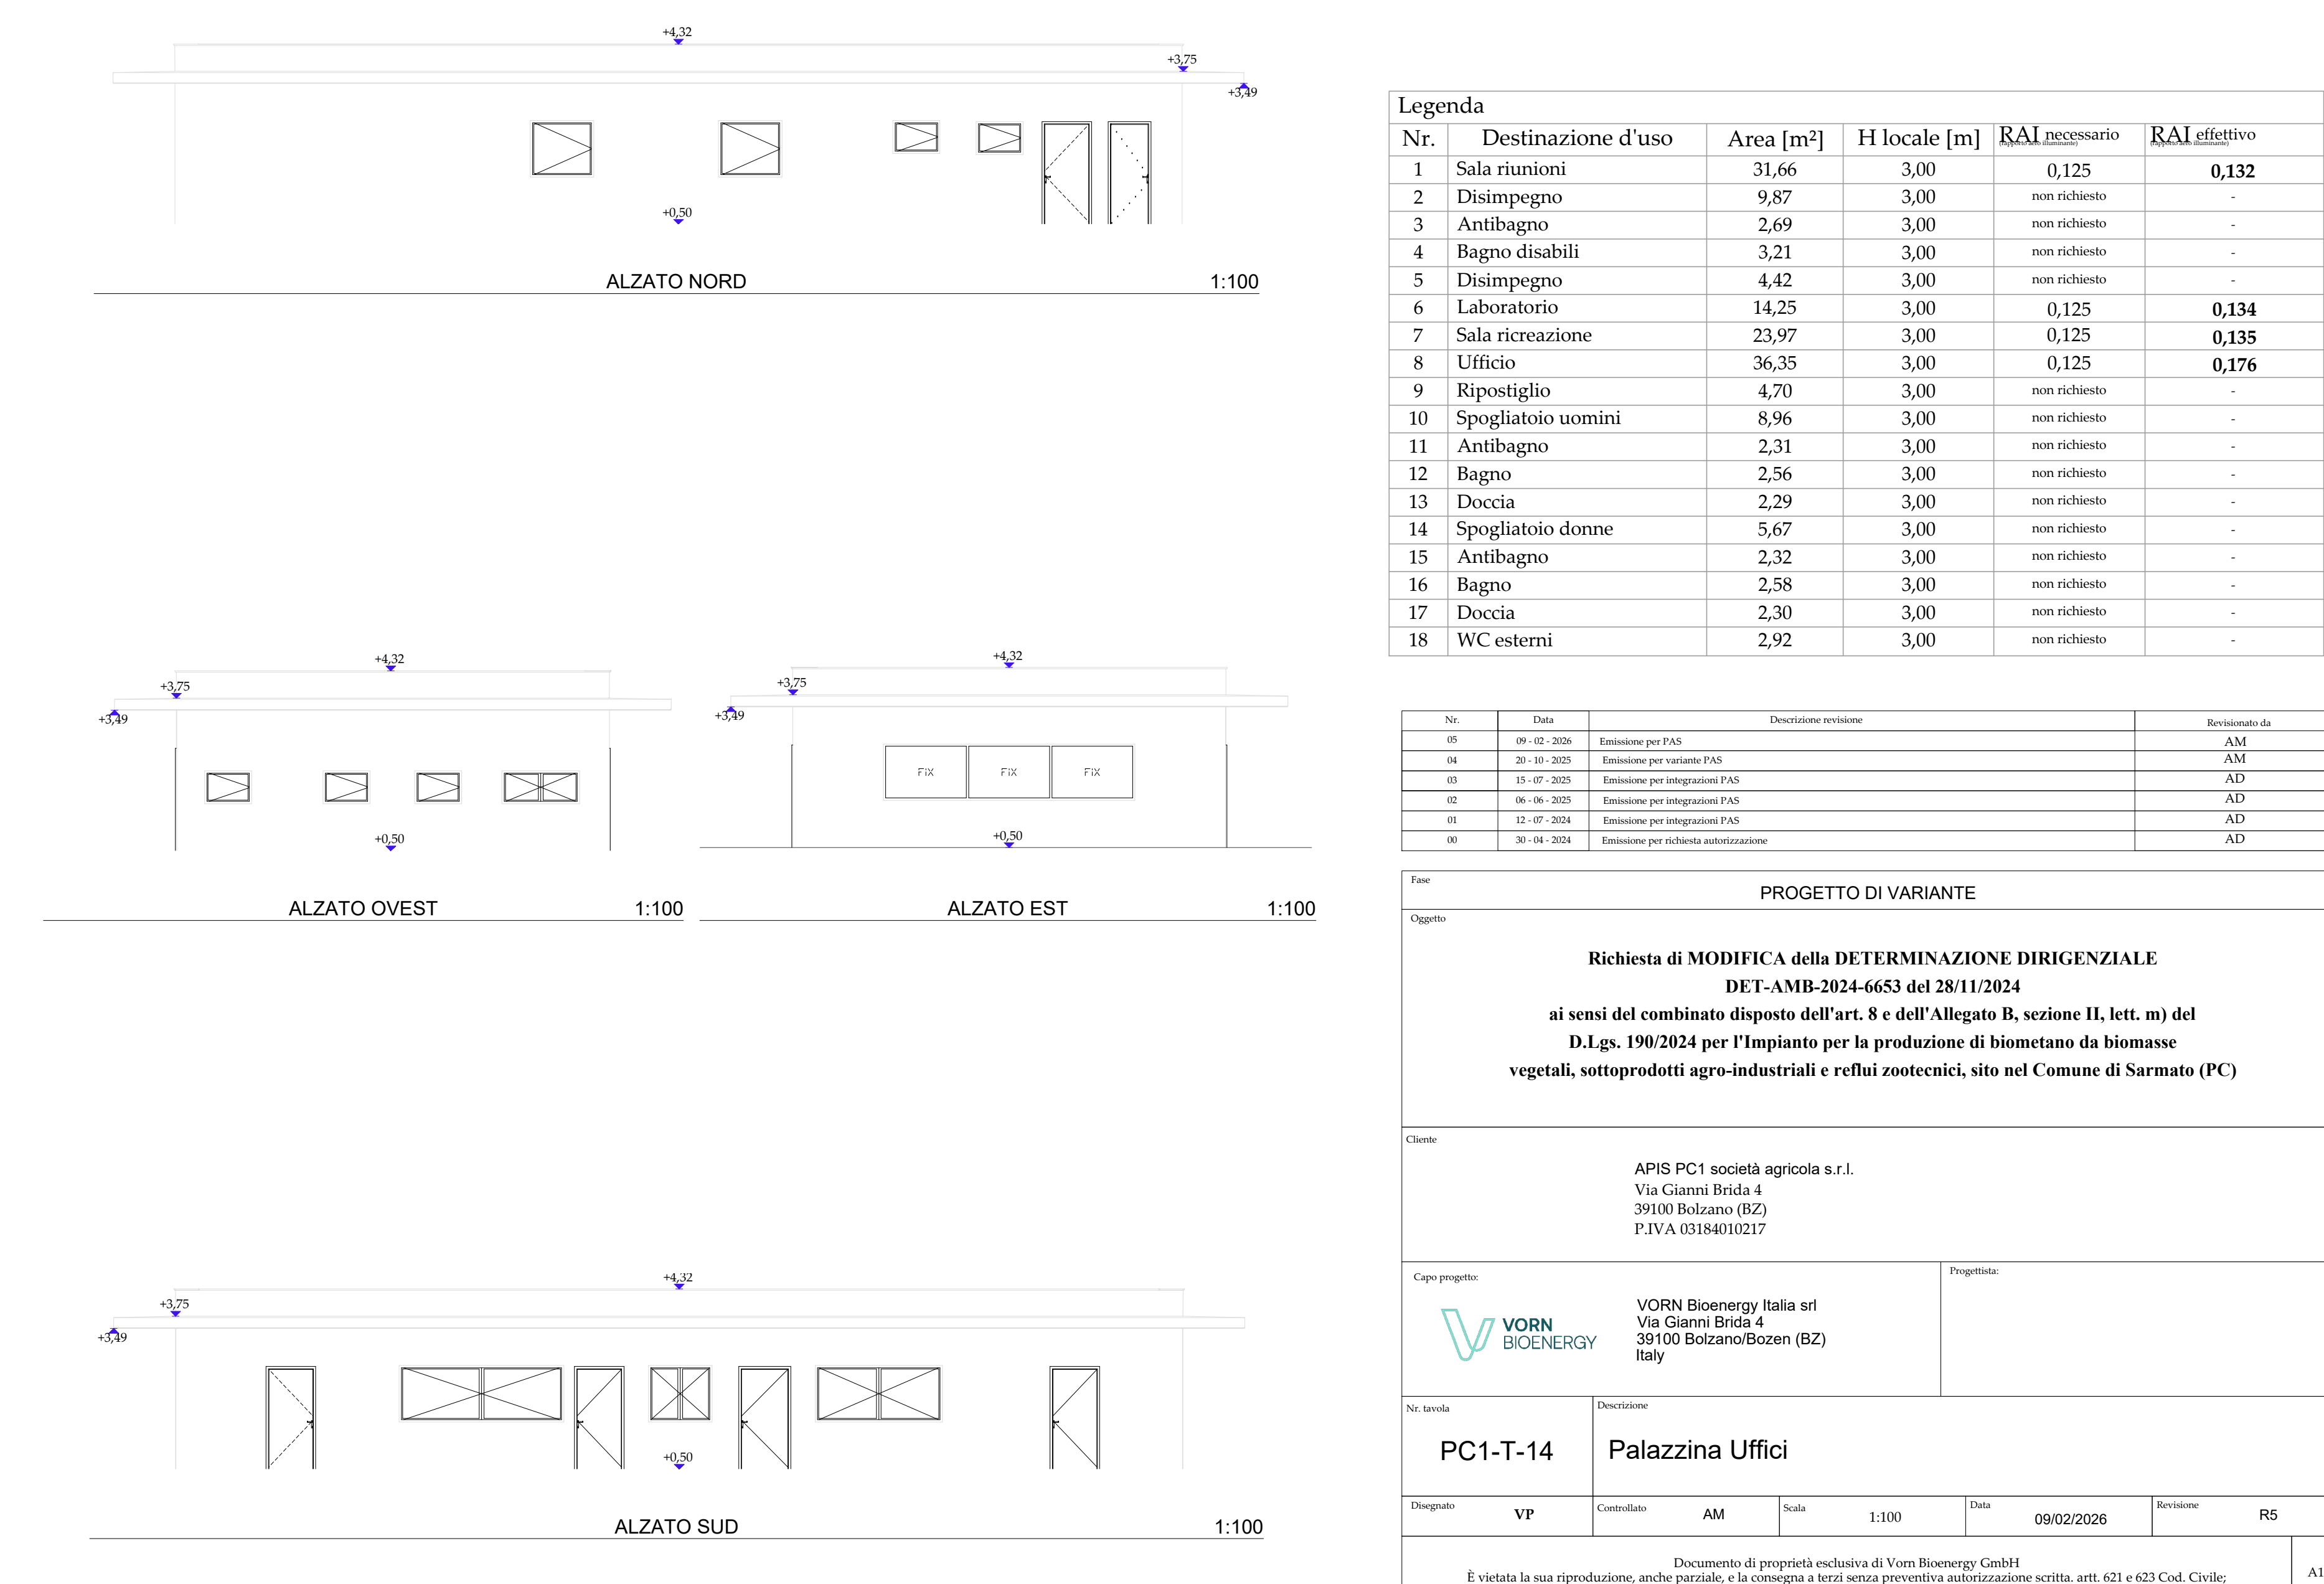 +4,32
+3,75
+3,49
+0,50
ALZATO NORD 1:100
+4,32
+3,75
+3,49
+0,50
ALZATO OVEST 1:100
+4,32
+3,75
+3,49
FIX FIX FIX
+0,50
ALZATO EST 1:100
+4,32
+3,75
+3,49
+0,50
ALZATO SUD 1:100
Legenda
Nr. Destinazione d'uso Area [m²] H locale [m] RAI necessario (rapporto aero illuminante) RAI effettivo (rapporto aero illuminante)
1 Sala riunioni 31,66 3,00 0,125 0,132
2 Disimpegno 9,87 3,00 non richiesto -
3 Antibagno 2,69 3,00 non richiesto -
4 Bagno disabili 3,21 3,00 non richiesto -
5 Disimpegno 4,42 3,00 non richiesto -
6 Laboratorio 14,25 3,00 0,125 0,134
7 Sala ricreazione 23,97 3,00 0,125 0,135
8 Ufficio 36,35 3,00 0,125 0,176
9 Ripostiglio 4,70 3,00 non richiesto -
10 Spogliatoio uomini 8,96 3,00 non richiesto -
11 Antibagno 2,31 3,00 non richiesto -
12 Bagno 2,56 3,00 non richiesto -
13 Doccia 2,29 3,00 non richiesto -
14 Spogliatoio donne 5,67 3,00 non richiesto -
15 Antibagno 2,32 3,00 non richiesto -
16 Bagno 2,58 3,00 non richiesto -
17 Doccia 2,30 3,00 non richiesto -
18 WC esterni 2,92 3,00 non richiesto -
Nr. Data Descrizione revisione Revisionato da
05 09 - 02 - 2026 Emissione per PAS AM
04 20 - 10 - 2025 Emissione per variante PAS AM
03 15 - 07 - 2025 Emissione per integrazioni PAS AD
02 06 - 06 - 2025 Emissione per integrazioni PAS AD
01 12 - 07 - 2024 Emissione per integrazioni PAS AD
00 30 - 04 - 2024 Emissione per richiesta autorizzazione AD
Fase
PROGETTO DI VARIANTE
Oggetto
Richiesta di MODIFICA della DETERMINAZIONE DIRIGENZIALE
DET-AMB-2024-6653 del 28/11/2024
ai sensi del combinato disposto dell'art. 8 e dell'Allegato B, sezione II, lett. m) del
D.Lgs. 190/2024 per l'Impianto per la produzione di biometano da biomasse
vegetali, sottoprodotti agro-industriali e reflui zootecnici, sito nel Comune di Sarmato (PC)
Cliente
APIS PC1 società agricola s.r.l.
Via Gianni Brida 4
39100 Bolzano (BZ)
P.IVA 03184010217
Capo progetto:
VORN
BIOENERGY
VORN Bioenergy Italia srl
Via Gianni Brida 4
39100 Bolzano/Bozen (BZ)
Italy
Progettista:
Nr. tavola
PC1-T-14
Descrizione
Palazzina Uffici
Disegnato VP
Controllato AM
Scala 1:100
Data 09/02/2026
Revisione R5
Documento di proprietà esclusiva di Vorn Bioenergy GmbH
È vietata la sua riproduzione, anche parziale, e la consegna a terzi senza preventiva autorizzazione scritta. artt. 621 e 623 Cod. Civile;